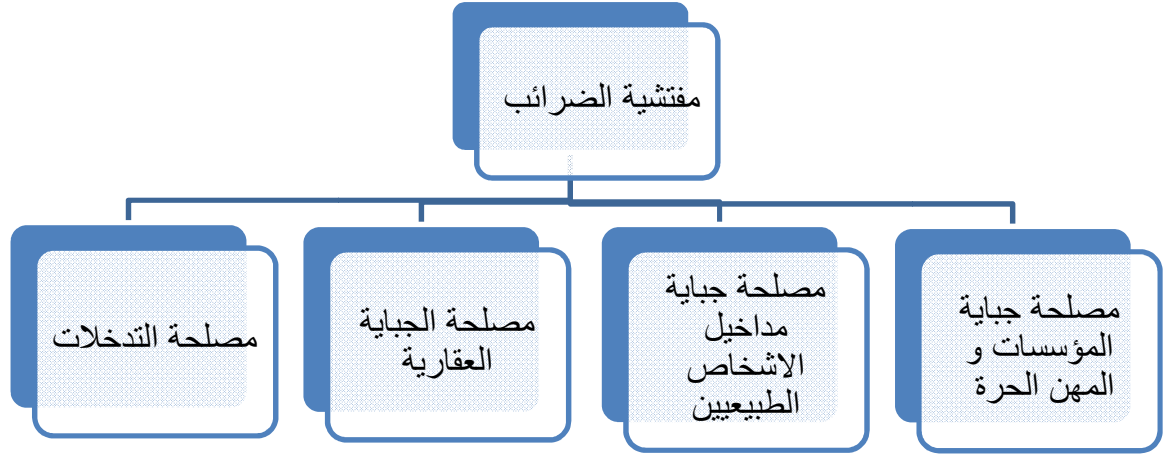 مفتشية الضرائب
مصلحة جباية
المؤسسات و
المهن الحرة
مصلحة جباية
مداخيل
الاشخاص
الطبيعيين
مصلحة الجباية
العقارية
مصلحة التدخلات